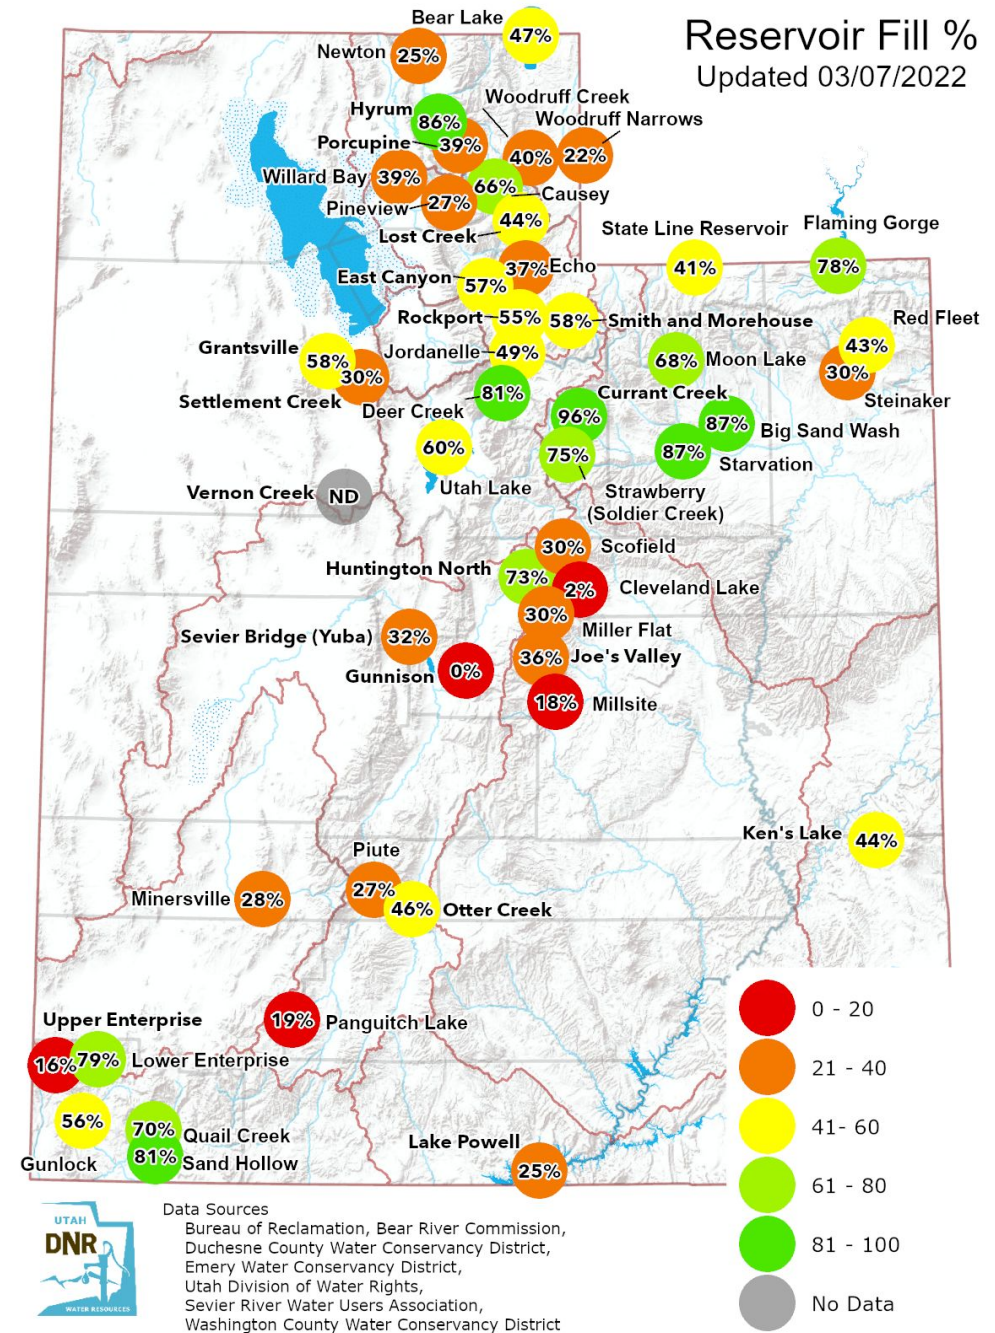 Reservoir Fill %
Updated 03/07/2022
Bear Lake
47%
Newton
25%
Woodruff Creek
Woodruff Narrows
Hyrum
86%
Porcupine
39%
40%
22%
Willard Bay
39%
66%
Causey
Pineview
27%
44%
Lost Creek
State Line Reservoir
41%
Flaming Gorge
78%
37%
Echo
East Canyon
57%
Rockport
55%
58%
Smith and Morehouse
Red Fleet
43%
Grantsville
58%
30%
Settlement Creek
Jordanelle
49%
68%
Moon Lake
30%
Steinaker
Deer Creek
81%
Currant Creek
96%
87%
Big Sand Wash
87%
Starvation
60%
Utah Lake
75%
Strawberry
(Soldier Creek)
Vernon Creek
ND
30%
Scofield
Huntington North
73%
2%
Cleveland Lake
30%
Miller Flat
Sevier Bridge (Yuba)
32%
36%
Joe's Valley
Gunnison
0%
18%
Millsite
Ken's Lake
44%
Piute
27%
Minersville
28%
46%
Otter Creek
19%
Panguitch Lake
Upper Enterprise
16%
79%
Lower Enterprise
56%
Gunlock
70%
Quail Creek
81%
Sand Hollow
Lake Powell
25%
0 - 20
21 - 40
41- 60
61 - 80
81 - 100
No Data
UTAH
DNR
WATER RESOURCES
Data Sources
Bureau of Reclamation, Bear River Commission,
Duchesne County Water Conservancy District,
Emery Water Conservancy District,
Utah Division of Water Rights,
Sevier River Water Users Association,
Washington County Water Conservancy District